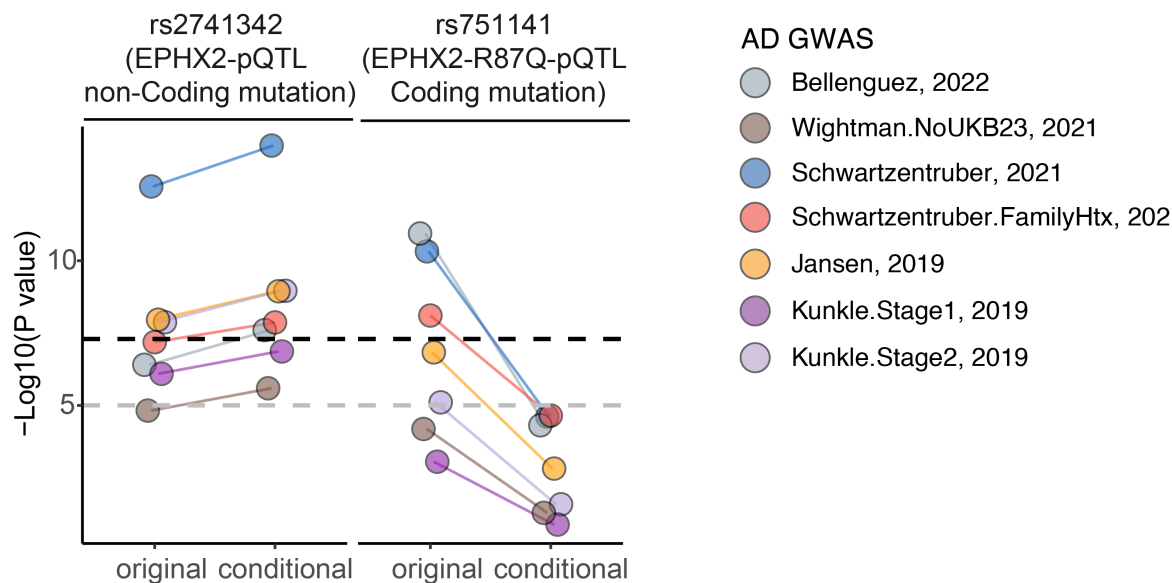 rs2741342
(EPHX2-pQTL
non-Coding mutation)
rs751141
(EPHX2-R87Q-pQTL
Coding mutation)
−Log10(P value)
10
5
original
conditional
original
conditional
AD GWAS
Bellenguez, 2022
Wightman.NoUKB23, 2021
Schwartzentruber, 2021
Schwartzentruber.FamilyHtx, 202
Jansen, 2019
Kunkle.Stage1, 2019
Kunkle.Stage2, 2019